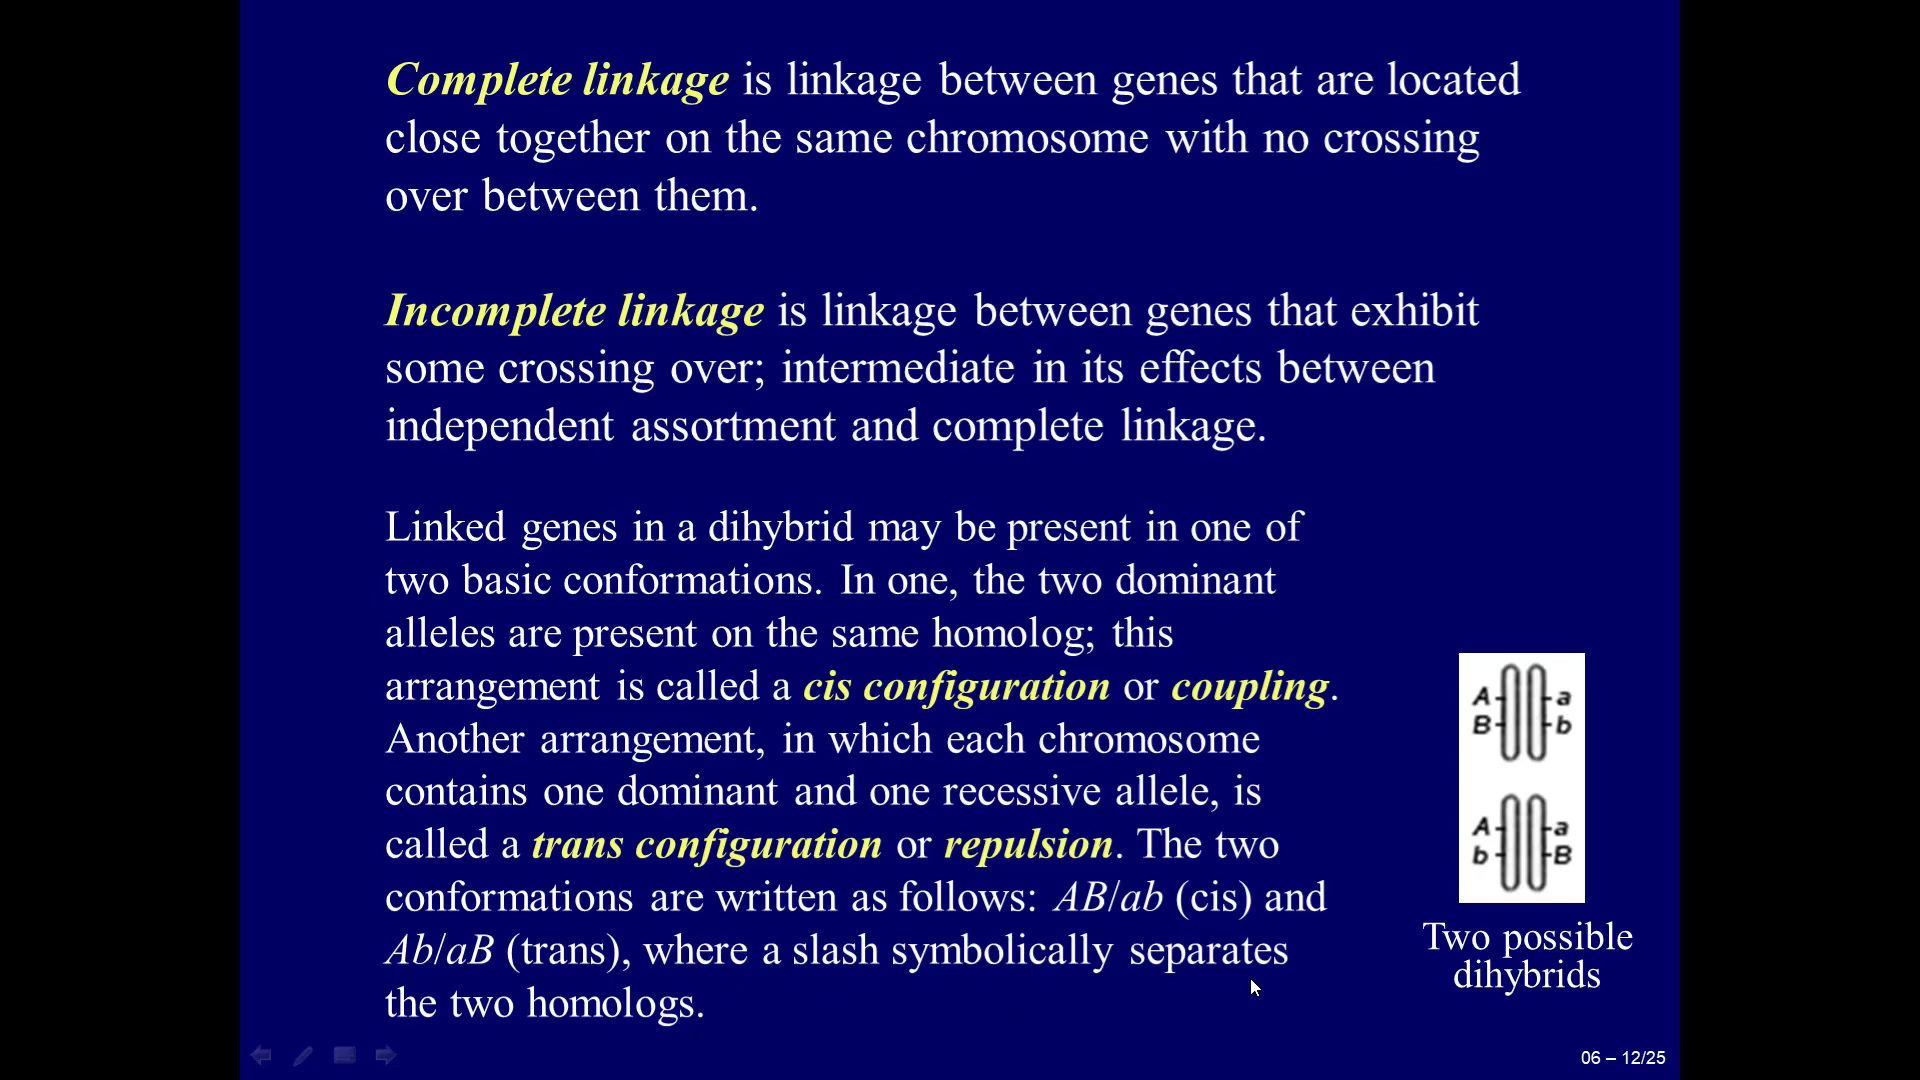 Complete linkage is linkage between genes that are located
close together on the same chromosome with no crossing
over between them.
Incomplete linkage is linkage between genes that exhibit
some crossing over; intermediate in its effects between
independent assortment and complete linkage.
Linked genes in a dihybrid may be present in one of
two basic conformations. In one, the two dominant
alleles are present on the same homolog; this
arrangement is called a cis configuration or coupling.
Another arrangement, in which each chromosome
contains one dominant and one recessive allele, is
called a trans configuration or repulsion. The two
conformations are written as follows: AB/ab (cis) and
Ab/aB (trans), where a slash symbolically separates
the two homologs.
A a
B b
A a
b B
Two possible
dihybrids
06 – 12/25